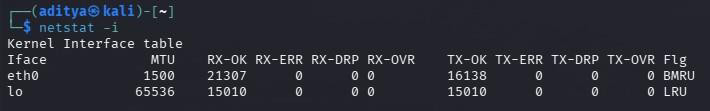 ┌──(aditya㉿kali)-[~]
└─$ netstat -i
Kernel Interface table
Iface             MTU    RX-OK RX-ERR RX-DRP RX-OVR    TX-OK TX-ERR TX-DRP TX-OVR Flg
eth0             1500    21307      0      0 0         16138      0      0      0 BMRU
lo              65536    15010      0      0 0         15010      0      0      0 LRU